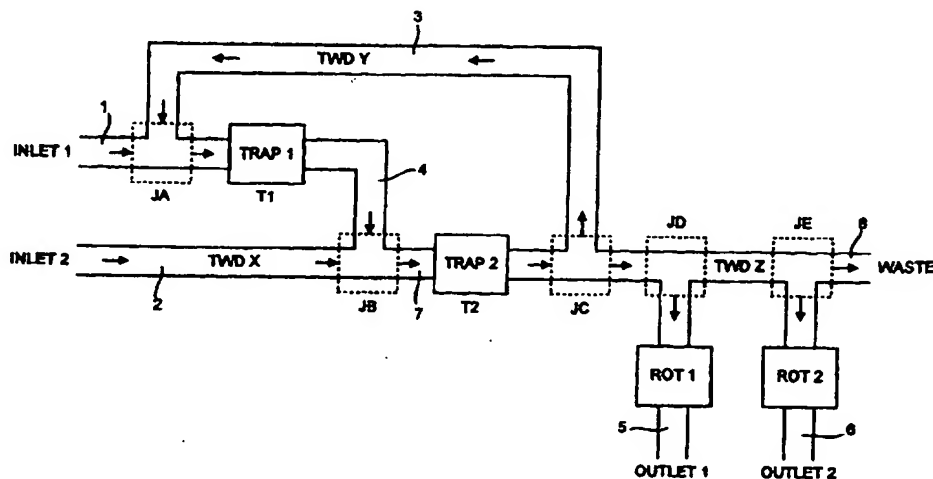 3
TWD Y
1
INLET 1
TRAP 1
4
JA
T1
JD
JE
8
INLET 2
TWD X
TRAP 2
TWD Z
WASTE
2
JB
7
T2
JC
ROT 1
ROT 2
5
6
OUTLET 1
OUTLET 2